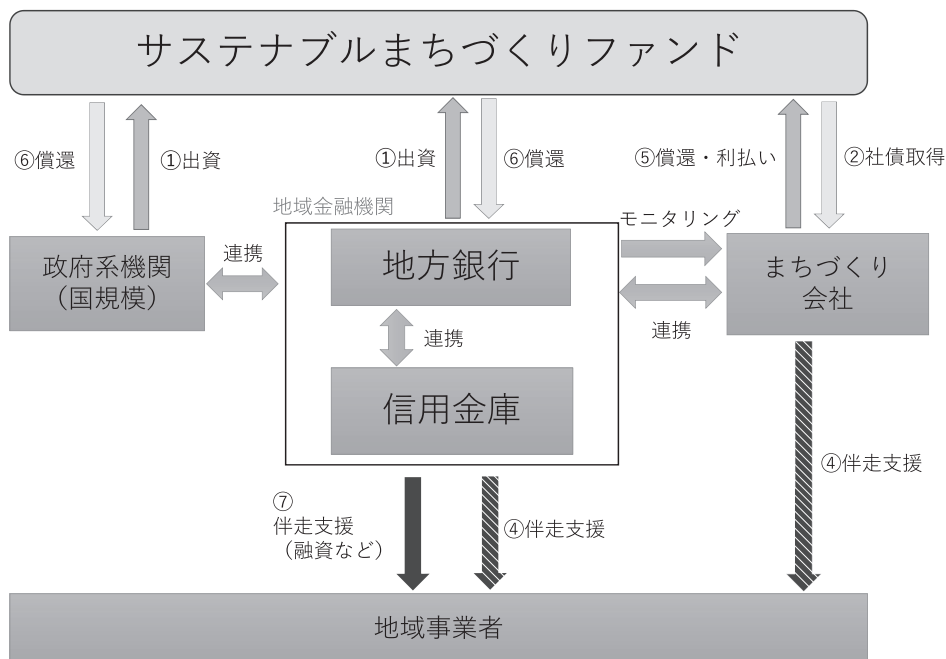 サステナブルまちづくりファンド
⑥償還
①出資
①出資
⑥償還
⑤償還・利払い
②社債取得
地域金融機関
モニタリング
政府系機関
（国規模）
連携
地方銀行
まちづくり
会社
連携
連携
信用金庫
④伴走支援
⑦
伴走支援
（融資など）
④伴走支援
地域事業者